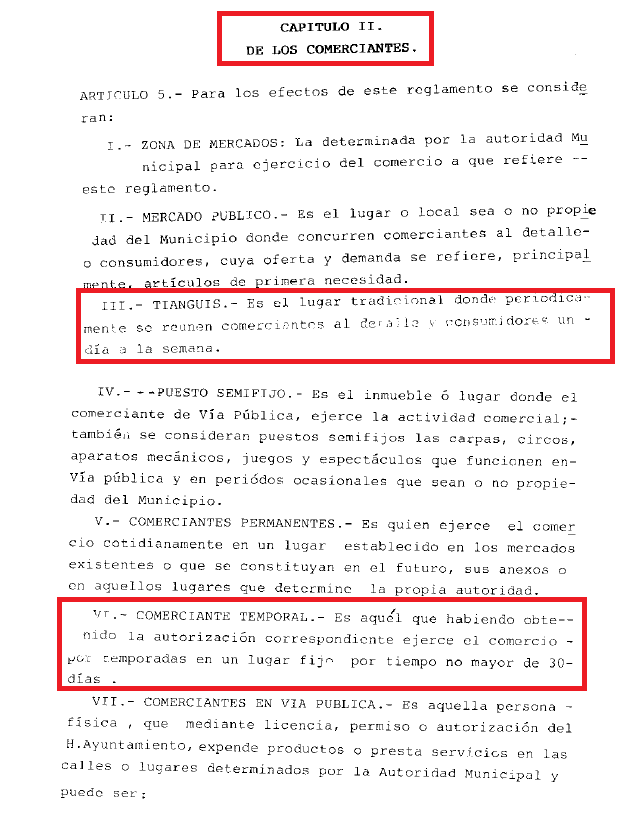 CAPITULO II.
DE LOS COMERCIANTES.
ARTICULO 5.- Para los efectos de este reglamento se conside
ran:
I.- ZONA DE MERCADOS: La determinada por la autoridad Mu
nicipal para ejercicio del comercio a que refiere --
este reglamento.
II.- MERCADO PUBLICO.- Es el lugar o local sea o no propie
dad del Municipio donde concurren comerciantes al detalle-
o consumidores, cuya oferta y demanda se refiere, principal
mente, artículos de primera necesidad.
III.- TIANGUIS.- Es el lugar tradicional donde periodica-
mente se reunen comerciantes al detalle y consumidores un -
día a la semana.
IV.- --PUESTO SEMIFIJO.- Es el inmueble ó lugar donde el
comerciante de Vía Pública, ejerce la actividad comercial;-
también se consideran puestos semifijos las carpas, circos,
aparatos mecánicos, juegos y espectáculos que funcionen en-
Vía pública y en periódos ocasionales que sean o no propie-
dad del Municipio.
V.- COMERCIANTES PERMANENTES.- Es quien ejerce el comer
cio cotidianamente en un lugar establecido en los mercados
existentes o que se constituyan en el futuro, sus anexos o
en aquellos lugares que determine la propia autoridad.
VI.- COMERCIANTE TEMPORAL.- Es aquél que habiendo obte--
nido la autorización correspondiente ejerce el comercio -
por temporadas en un lugar fijo por tiempo no mayor de 30-
días .
VII.- COMERCIANTES EN VIA PUBLICA.- Es aquella persona -
física , que mediante licencia, permiso o autorización del
H.Ayuntamiento, expende productos o presta servicios en las
calles o lugares determinados por la Autoridad Municipal y
puede ser: